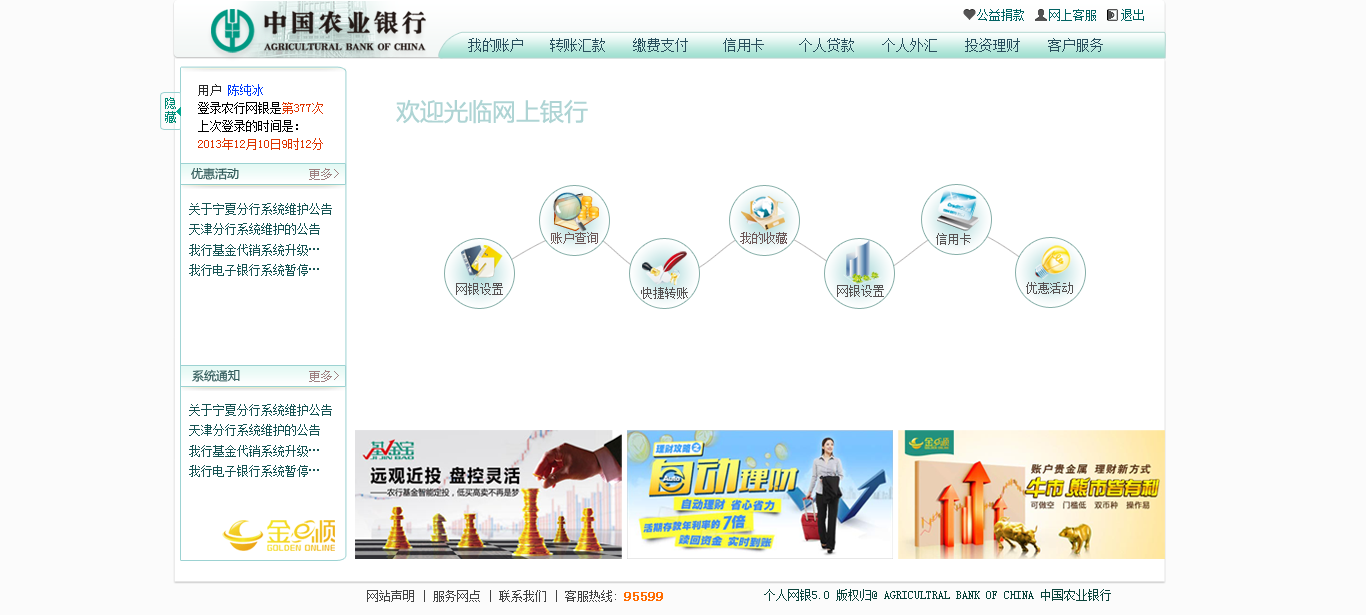 中国农业银行
AGRICULTURAL BANK OF CHINA
公益捐款 网上客服 退出
我的账户 转账汇款 缴费支付 信用卡 个人贷款 个人外汇 投资理财 客户服务
隐藏
用户 陈纯冰
登录农行网银是第377次
上次登录的时间是：
2013年12月10日9时12分
优惠活动 更多>
关于宁夏分行系统维护公告
天津分行系统维护的公告
我行基金代销系统升级…
我行电子银行系统暂停…
系统通知 更多>
关于宁夏分行系统维护公告
天津分行系统维护的公告
我行基金代销系统升级…
我行电子银行系统暂停…
金e顺
GOLDEN ONLINE
欢迎光临网上银行
网银设置
账户查询
快捷转账
我的收藏
网银设置
信用卡
优惠活动
基金宝
JIJIN BAO
远观近投 盘控灵活
——农行基金智能定投，低买高卖不再是梦
理财攻略②
自动理财
AUTO
自动理财 省心省力
活期存款年利率的7倍
赎回资金 实时到账
金e顺
账户贵金属 理财新方式
牛市 熊市皆有利
可做空 门槛低 双币种 操作易
网站声明 | 服务网点 | 联系我们 | 客服热线：95599
个人网银5.0 版权归@ AGRICULTRAL BANK OF CHINA 中国农业银行